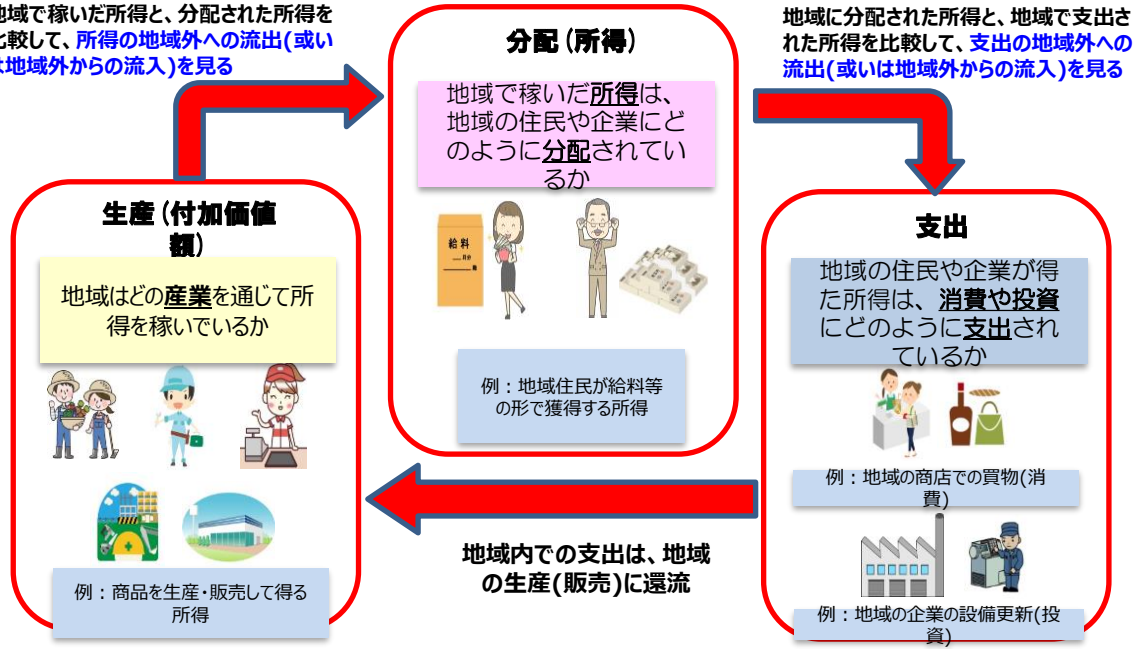 地域で稼いだ所得と、分配された所得を
比較して、所得の地域外への流出(或い
は地域外からの流入)を見る
分配(所得)
地域で稼いだ所得は、
地域の住民や企業にど
のように分配されてい
るか
給料
月分
例：地域住民が給料等
の形で獲得する所得
地域に分配された所得と、地域で支出さ
れた所得を比較して、支出の地域外への
流出(或いは地域外からの流入)を見る
生産(付加価値
額)
地域はどの産業を通じて所
得を稼いでいるか
例：商品を生産・販売して得る
所得
支出
地域の住民や企業が得
た所得は、消費や投資
にどのように支出され
ているか
例：地域の商店での買物(消
費)
例：地域の企業の設備更新(投
資)
地域内での支出は、地域
の生産(販売)に還流